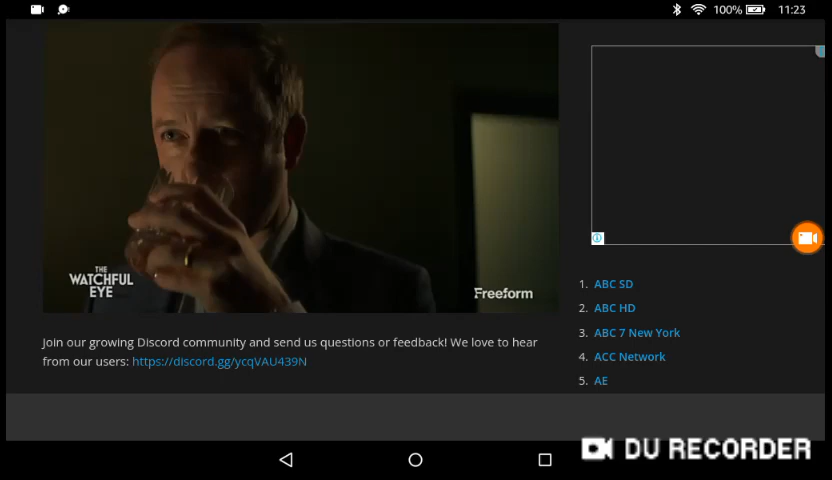 100% 11:23
THE
WATCHFUL
EYE
Freeform
Join our growing Discord community and send us questions or feedback! We love to hear
from our users: https://discord.gg/ycqVAU439N
1. ABC SD
2. ABC HD
3. ABC 7 New York
4. ACC Network
5. AE
DU RECORDER